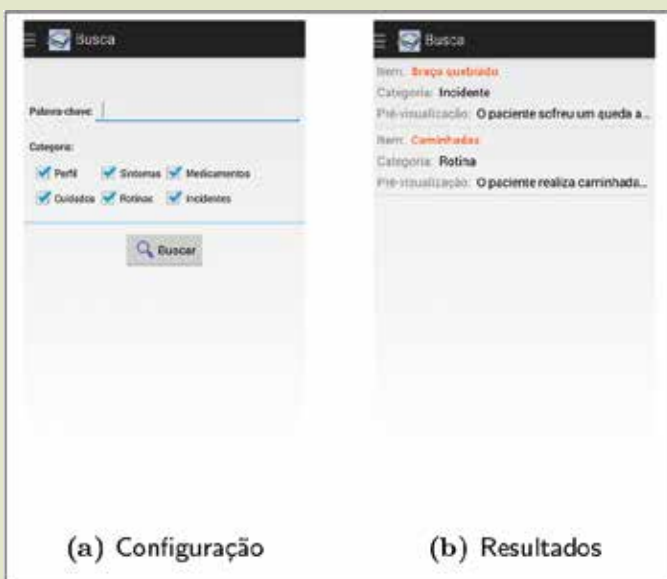 Busca
Palavra-chave:
Categoria:
Perfil Sintomas Medicamentos
Cuidados Rotinas Incidentes
Buscar
(a) Configuração
Busca
Item: Braço quebrado
Categoria: Incidente
Pré-visualização: O paciente sofreu um queda a...
Item: Caminhadas
Categoria: Rotina
Pré-visualização: O paciente realiza caminhada...
(b) Resultados